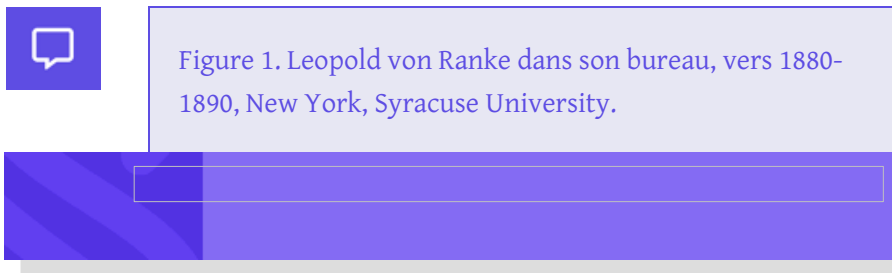 Figure 1. Leopold von Ranke dans son bureau, vers 1880-
1890, New York, Syracuse University.